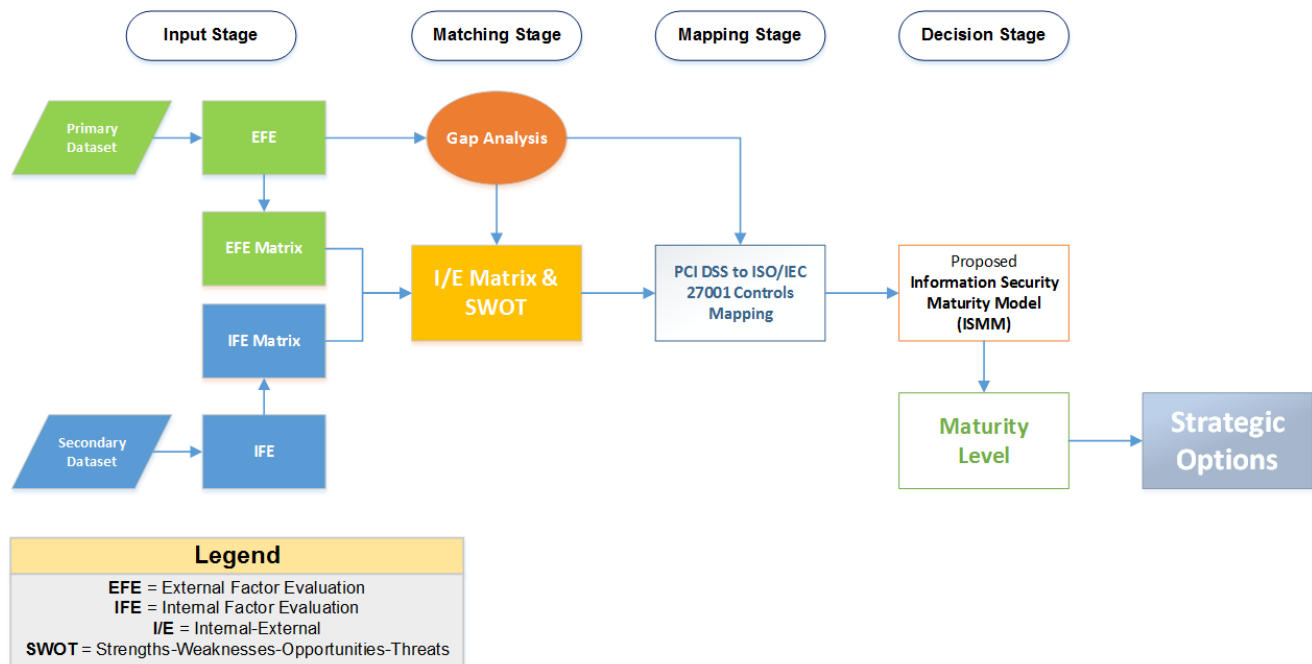 Input Stage
Matching Stage
Mapping Stage
Decision Stage
Primary
Dataset
EFE
Gap Analysis
EFE Matrix
I/E Matrix &
SWOT
PCI DSS to ISO/IEC
27001 Controls
Mapping
Proposed
Information Security
Maturity Model
(ISMM)
IFE Matrix
Secondary
Dataset
IFE
Maturity
Level
Strategic
Options
Legend
EFE = External Factor Evaluation
IFE = Internal Factor Evaluation
I/E = Internal-External
SWOT = Strengths-Weaknesses-Opportunities-Threats